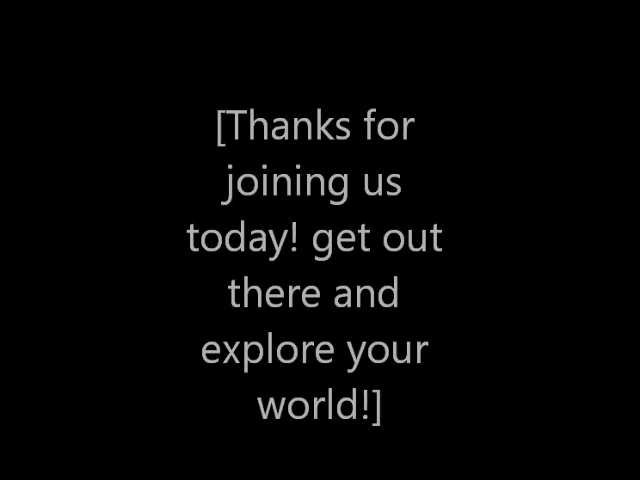 [Thanks for
joining us
today! get out
there and
explore your
world!]